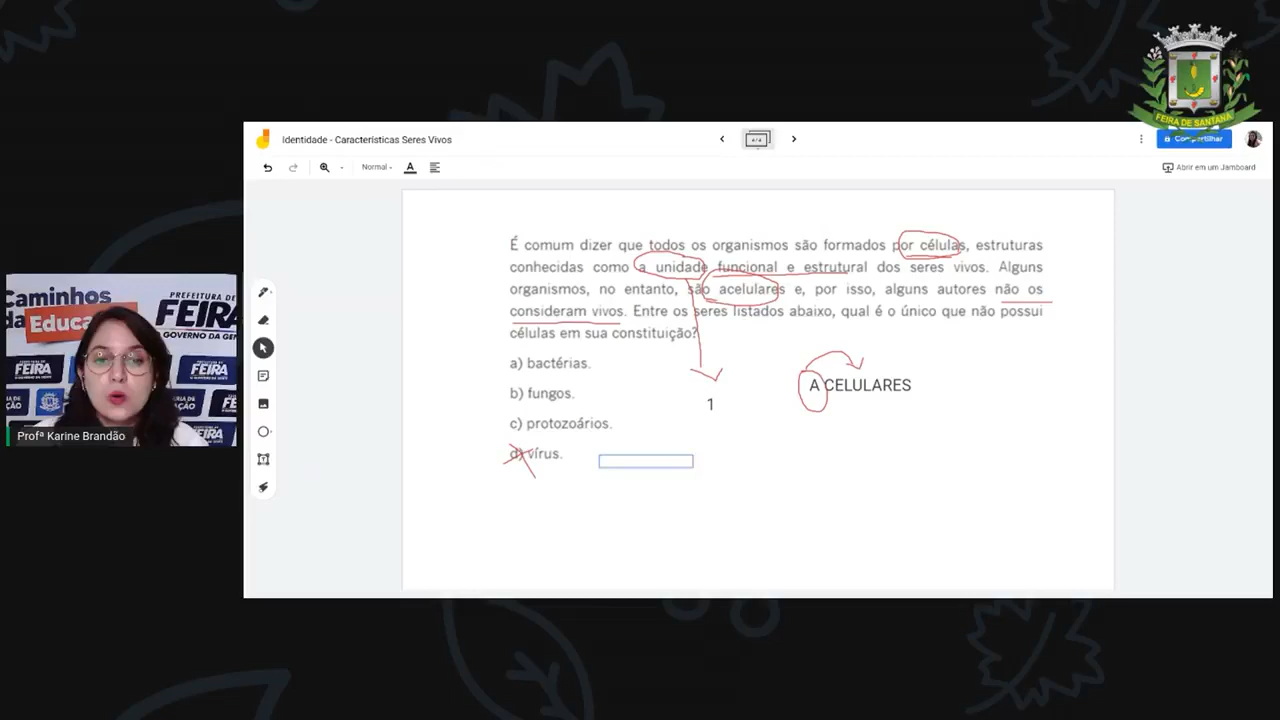 FEIRA DE SANTANA
Identidade - Características Seres Vivos
Compartilhar
Normal
A
Abrir em um Jamboard
É comum dizer que todos os organismos são formados por células, estruturas
conhecidas como a unidade funcional e estrutural dos seres vivos. Alguns
organismos, no entanto, são acelulares e, por isso, alguns autores não os
consideram vivos. Entre os seres listados abaixo, qual é o único que não possui
células em sua constituição?
a) bactérias.
b) fungos.
c) protozoários.
d) vírus.
1
A CELULARES
Caminhos
da Educa
PREFEITURA DE
FEIRA
GOVERNO DA GEN
FEIRA
FEIRA
FEIRA
Profª Karine Brandão